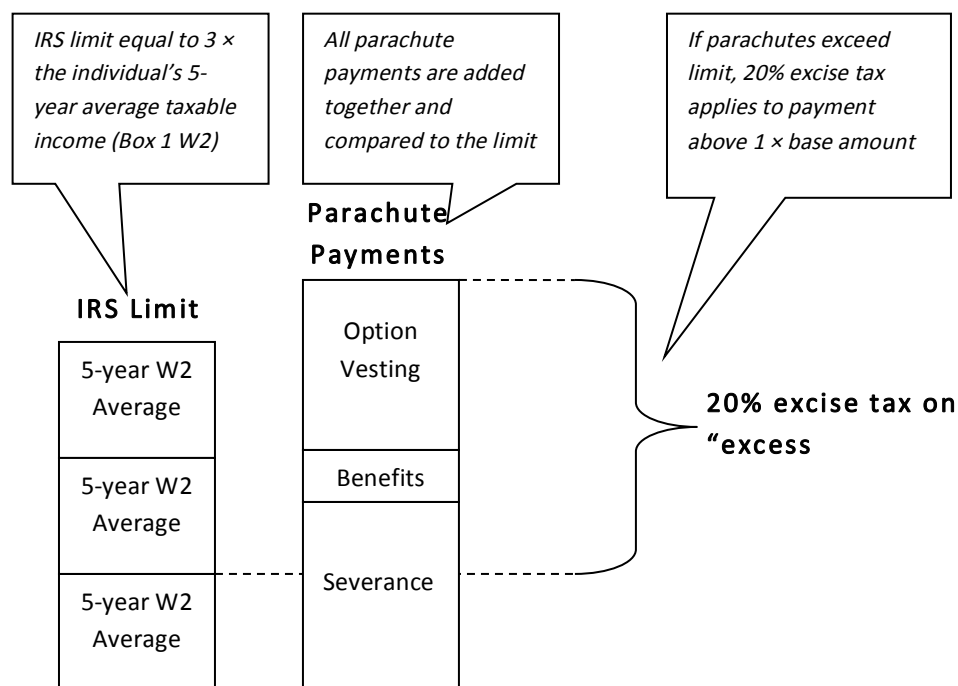 IRS limit equal to 3 ×
the individual's 5-
year average taxable
income (Box 1 W2)
All parachute
payments are added
together and
compared to the limit
If parachutes exceed
limit, 20% excise tax
applies to payment
above 1 × base amount
Parachute
Payments
IRS Limit
5-year W2
Average
5-year W2
Average
5-year W2
Average
Option
Vesting
Benefits
Severance
20% excise tax on
“excess